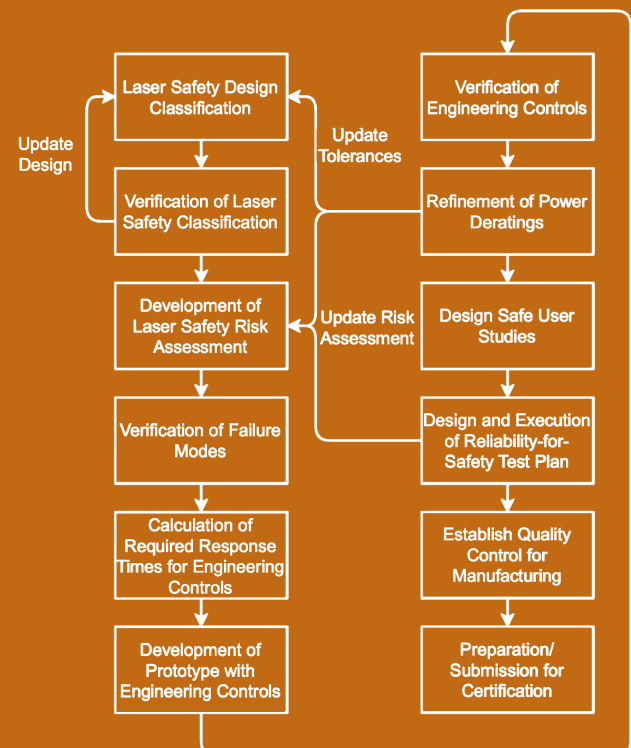 Laser Safety Design
Classification
Update
Design
Verification of Laser
Safety Classification
Development of
Laser Safety Risk
Assessment
Verification of Failure
Modes
Calculation of
Required Response
Times for Engineering
Controls
Development of
Prototype with
Engineering Controls
Update
Tolerances
Update Risk
Assessment
Verification of
Engineering Controls
Refinement of Power
Deratings
Design Safe User
Studies
Design and Execution
of Reliability-for-
Safety Test Plan
Establish Quality
Control for
Manufacturing
Preparation/
Submission for
Certification